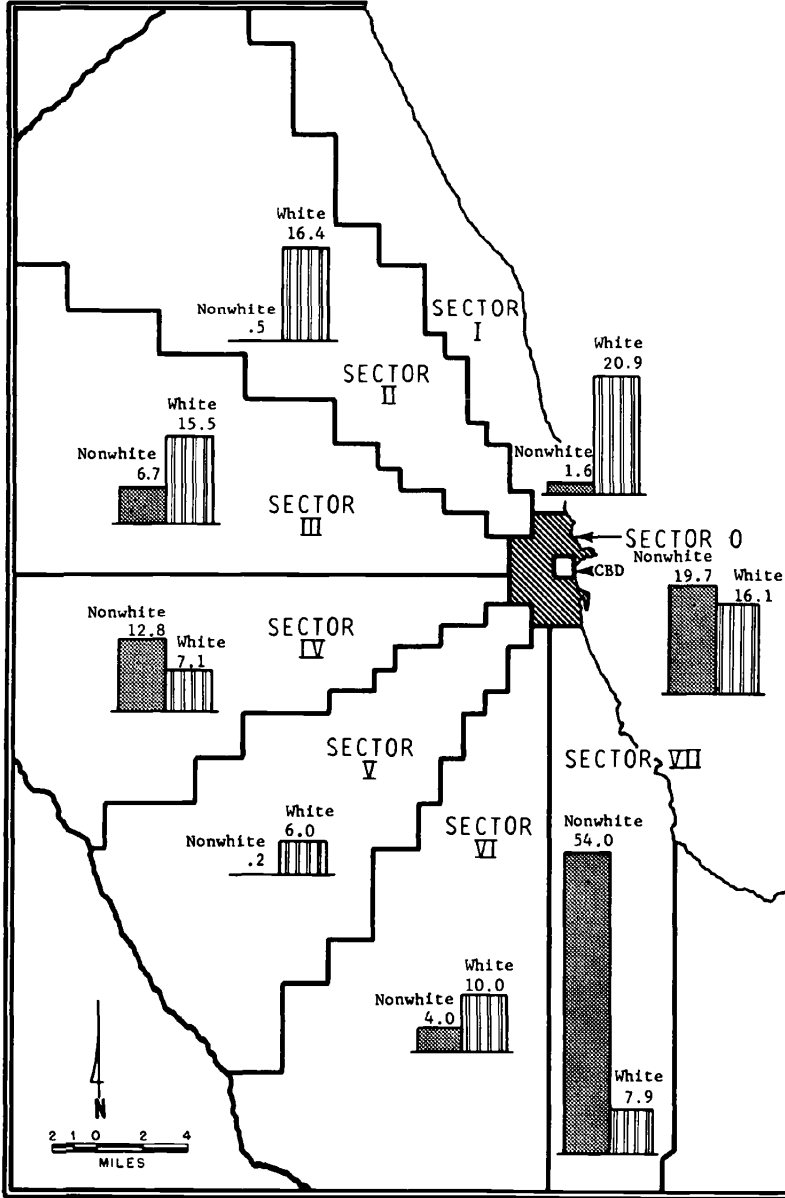 White
16.4
Nonwhite
.5
SECTOR
I
White
20.9
Nonwhite
1.6
SECTOR
II
White
15.5
Nonwhite
6.7
SECTOR
III
SECTOR 0
CBD
Nonwhite
19.7
White
16.1
Nonwhite
12.8
White
7.1
SECTOR
IV
SECTOR
V
SECTOR VII
White
6.0
Nonwhite
.2
SECTOR
VI
Nonwhite
54.0
White
10.0
Nonwhite
4.0
White
7.9
N
2 1 0 2 4
MILES